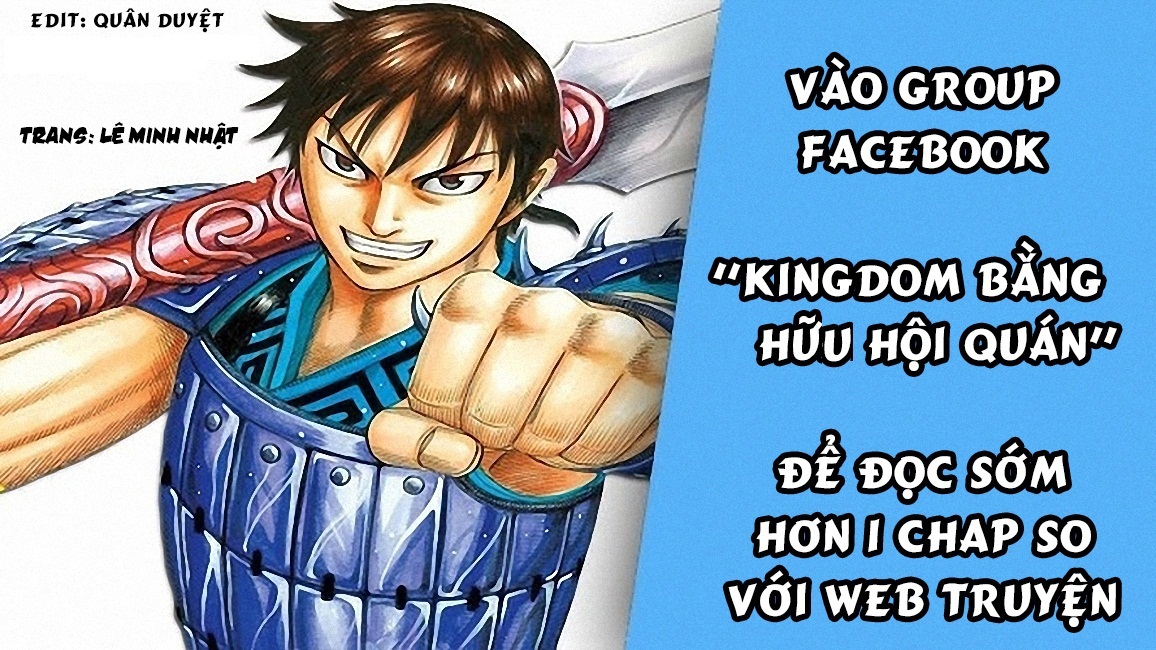 EDIT: QUÂN DUYỆT
TRANS: LÊ MINH NHẬT
VÀO GROUP
FACEBOOK
"KINGDOM BẰNG
HỮU HỘI QUÁN"
ĐỂ ĐỌC SỚM
HƠN 1 CHAP SO
VỚI WEB TRUYỆN